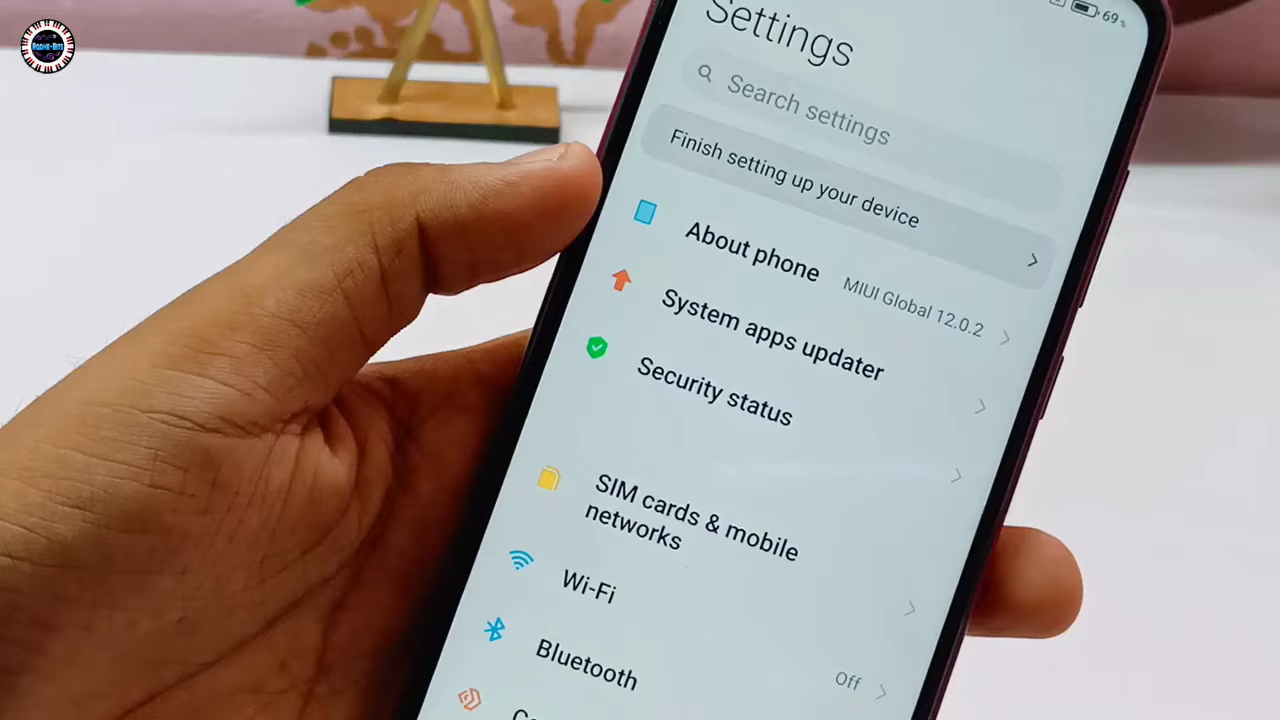 69%
Settings
Search settings
Finish setting up your device
About phone
MIUI Global 12.0.2
System apps updater
Security status
SIM cards & mobile
networks
Wi-Fi
Bluetooth
Off